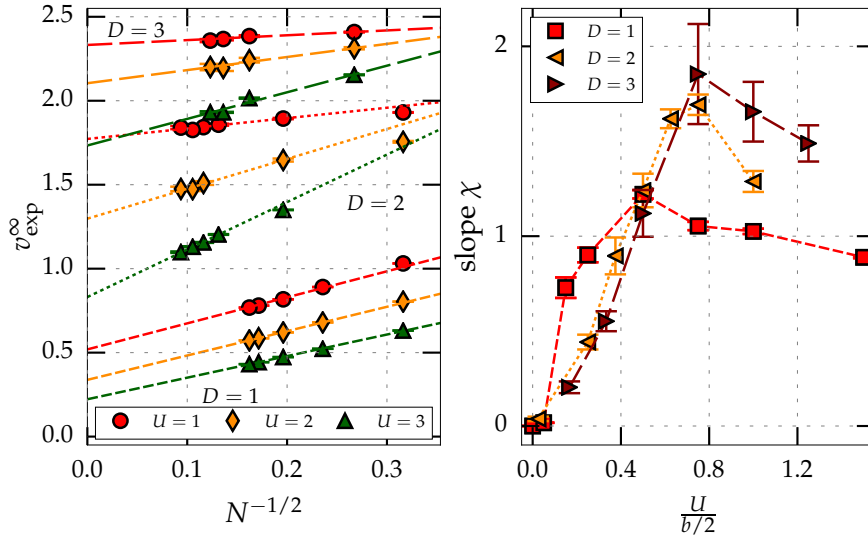 D = 3
D = 2
D = 1
U = 1
U = 2
U = 3
2.5
2.0
1.5
1.0
0.5
0.0
v_exp^∞
0.0 0.1 0.2 0.3
N^{-1/2}
D = 1
D = 2
D = 3
2
1
0
slope χ
0.0 0.4 0.8 1.2
U
b/2